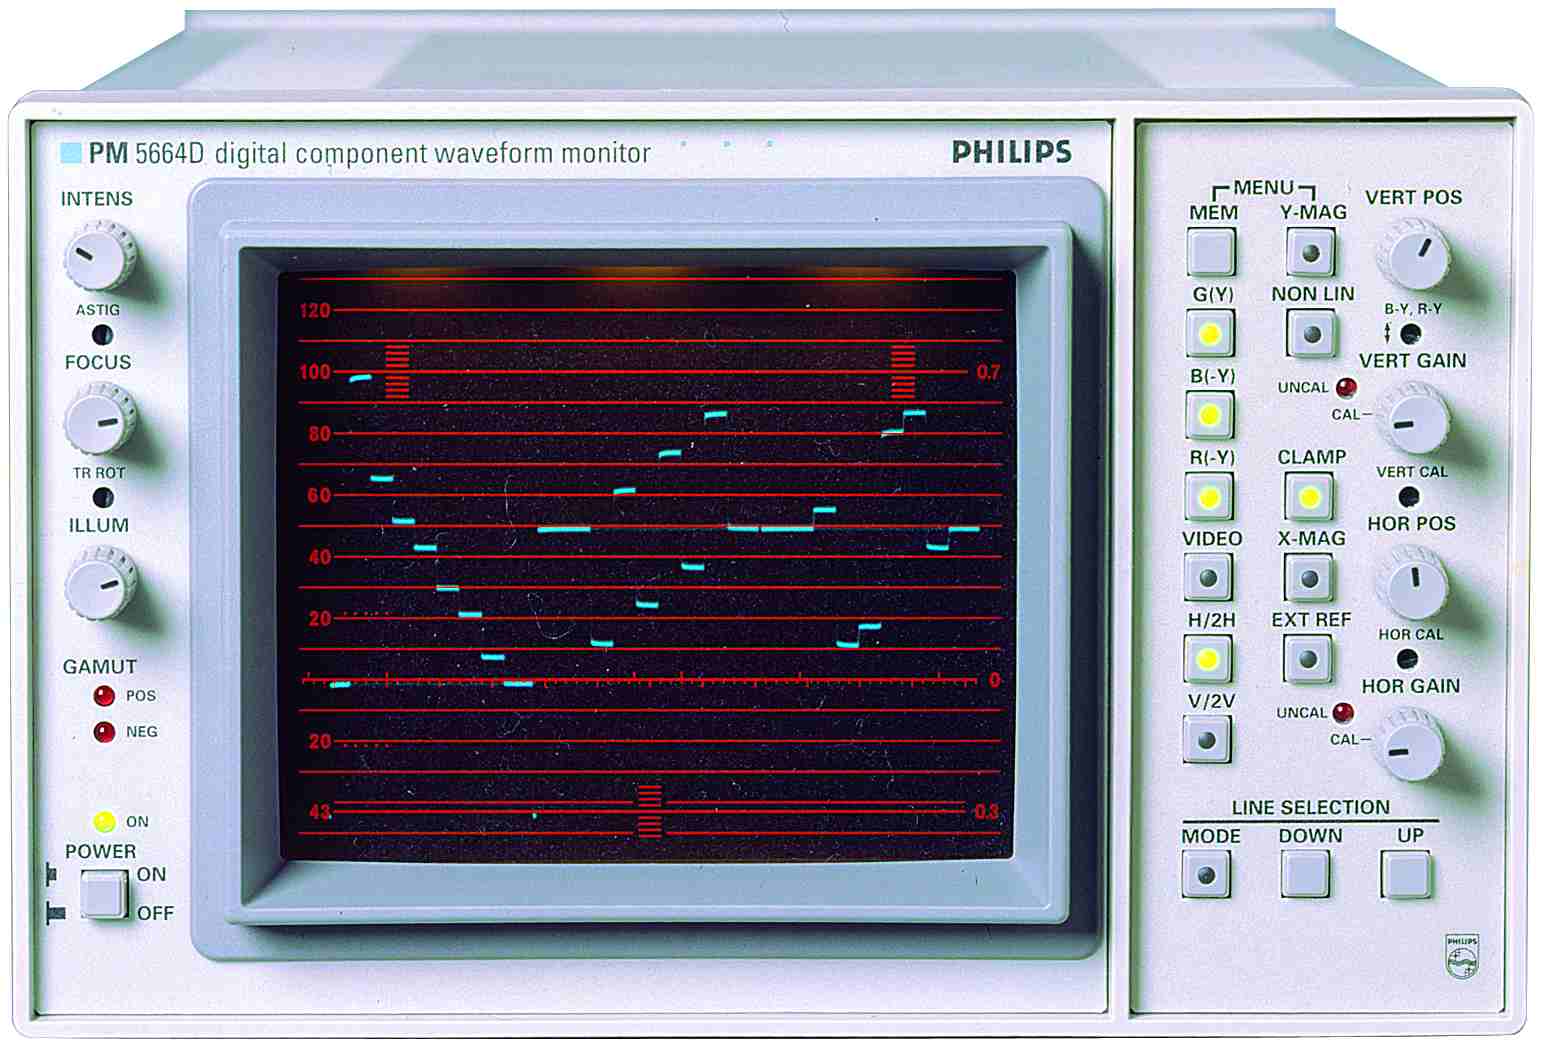 PM 5664D digital component waveform monitor
PHILIPS
INTENS
ASTIG
FOCUS
TR ROT
ILLUM
GAMUT
POS
NEG
ON
POWER
ON
OFF
120
100
0.7
80
60
40
20
0
20
43
0.3
MENU
MEM
Y-MAG
VERT POS
G(Y)
NON LIN
B-Y, R-Y
VERT GAIN
B(-Y)
UNCAL
CAL
R(-Y)
CLAMP
VERT CAL
HOR POS
VIDEO
X-MAG
H/2H
EXT REF
HOR CAL
HOR GAIN
V/2V
UNCAL
CAL
LINE SELECTION
MODE
DOWN
UP
PHILIPS